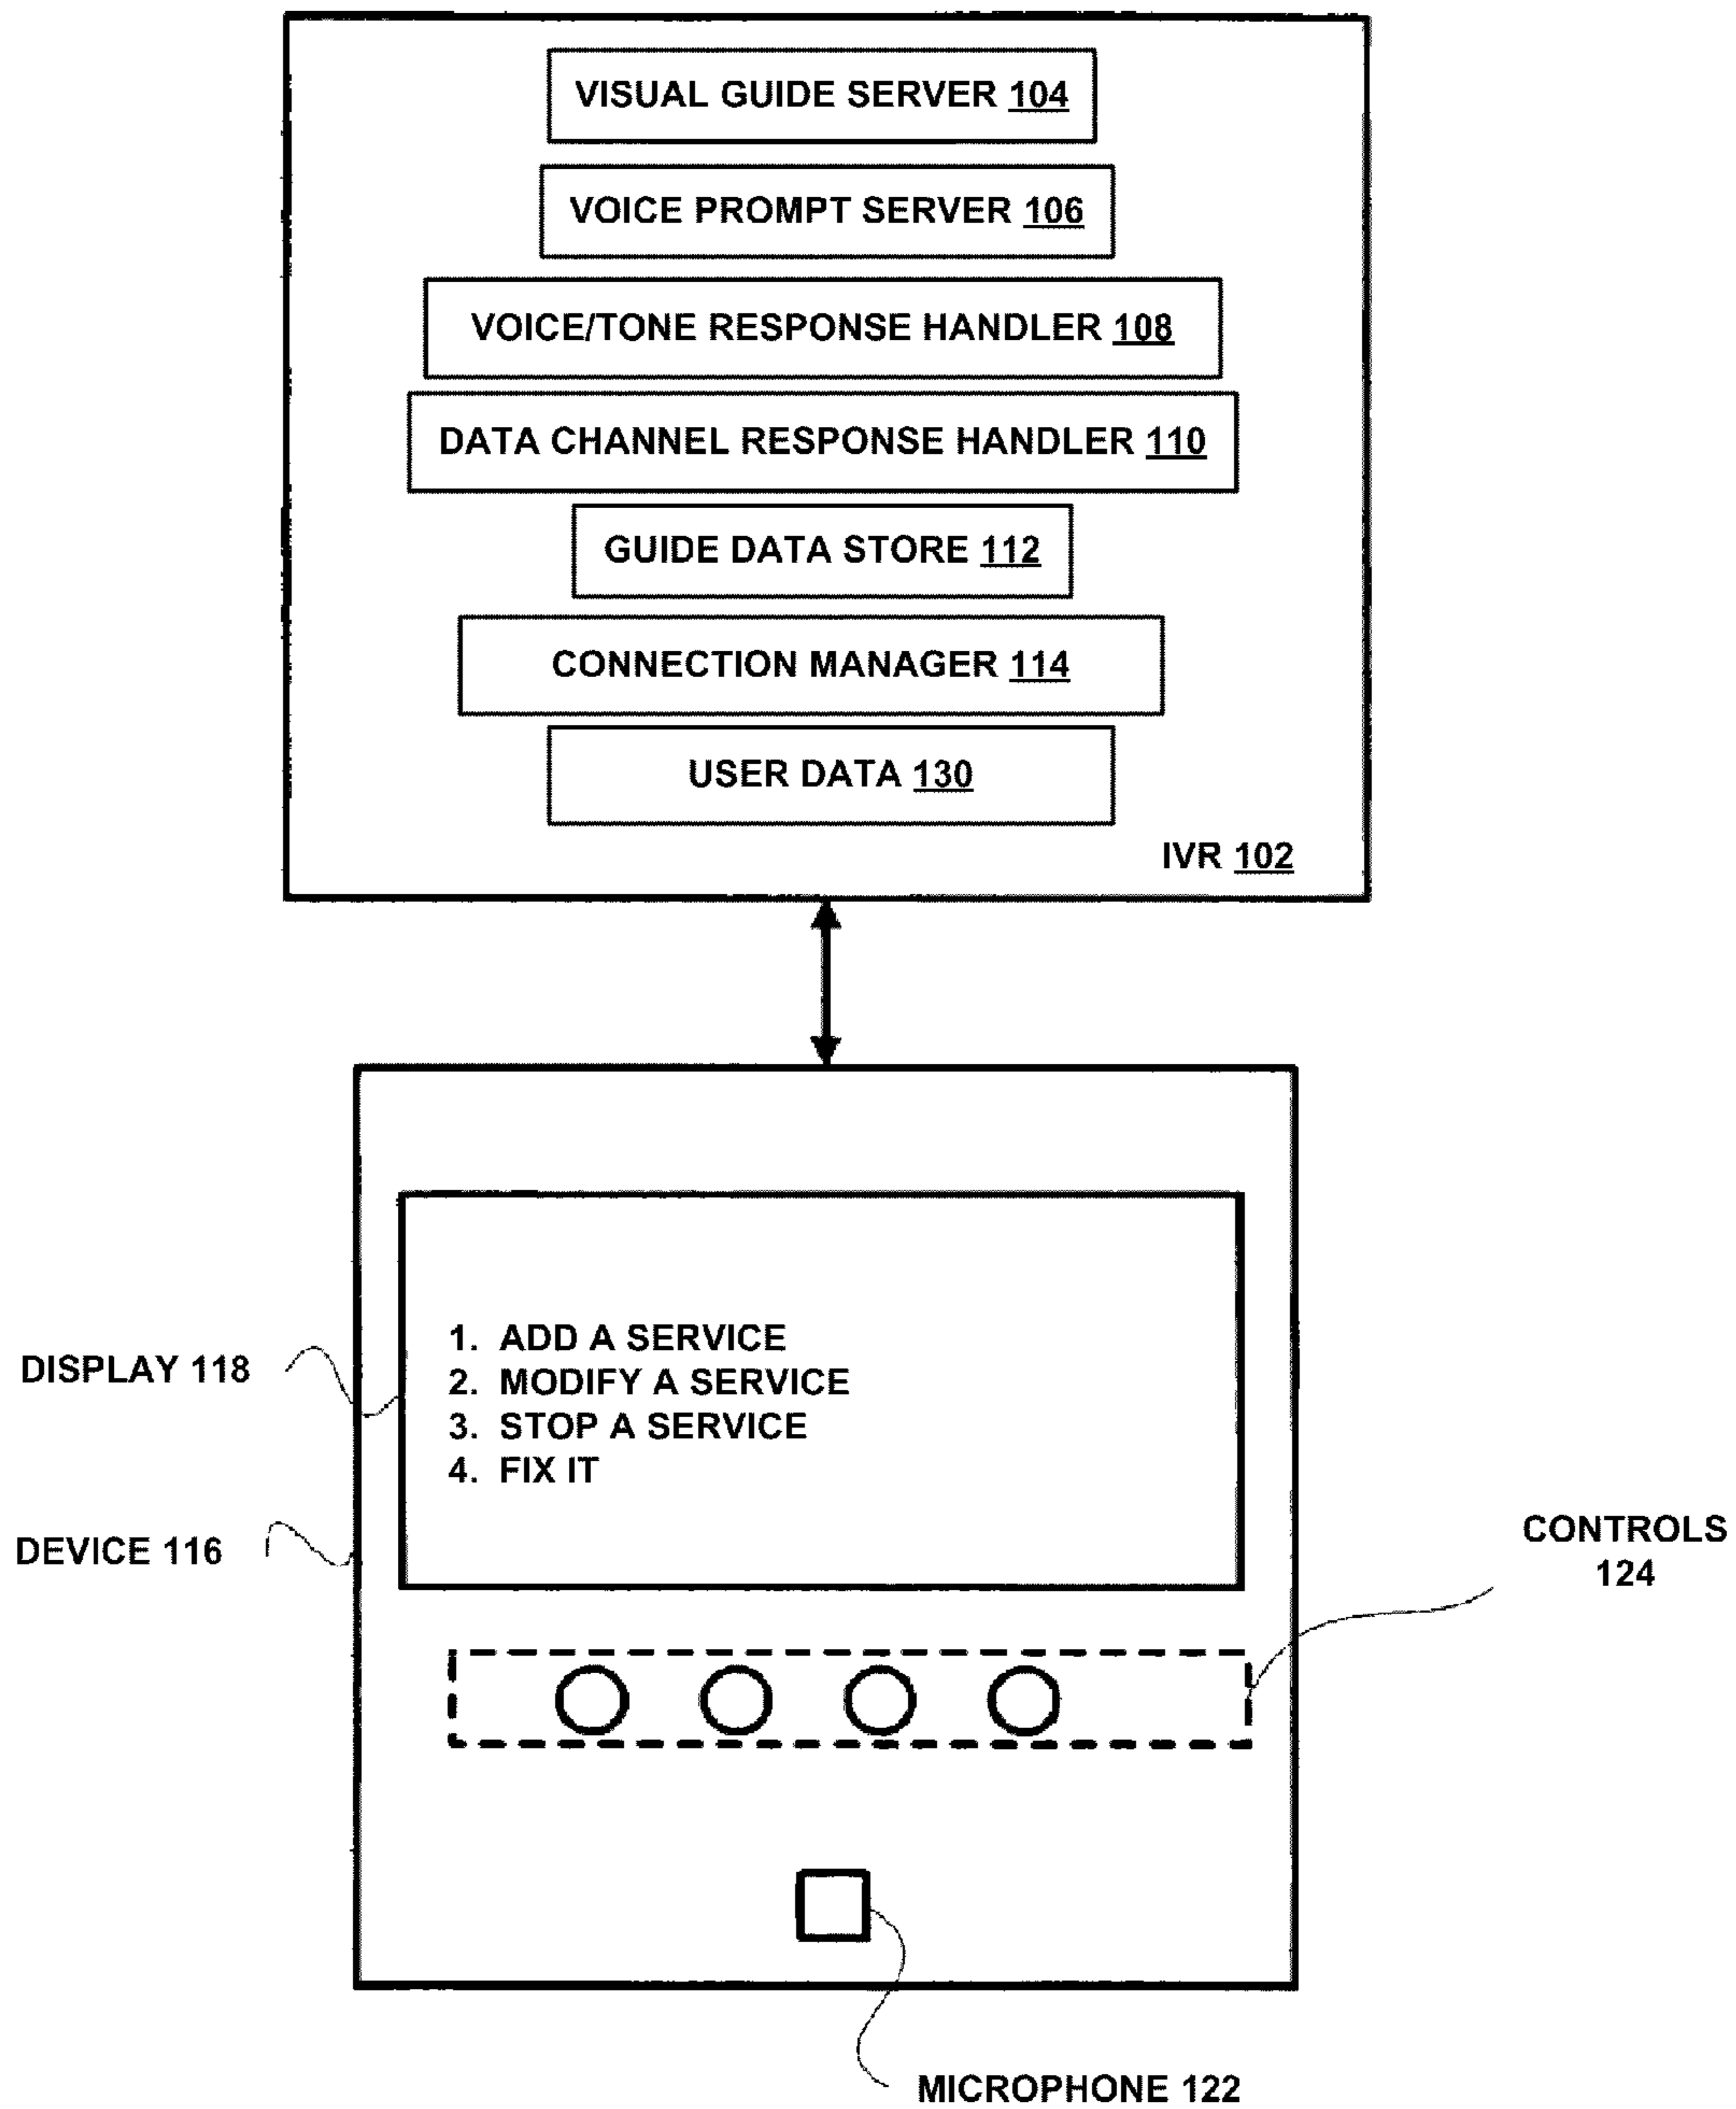 VISUAL GUIDE SERVER 104
VOICE PROMPT SERVER 106
VOICE/TONE RESPONSE HANDLER 108
DATA CHANNEL RESPONSE HANDLER 110
GUIDE DATA STORE 112
CONNECTION MANAGER 114
USER DATA 130
IVR 102
1. ADD A SERVICE
2. MODIFY A SERVICE
3. STOP A SERVICE
4. FIX IT
DISPLAY 118
DEVICE 116
CONTROLS
124
MICROPHONE 122